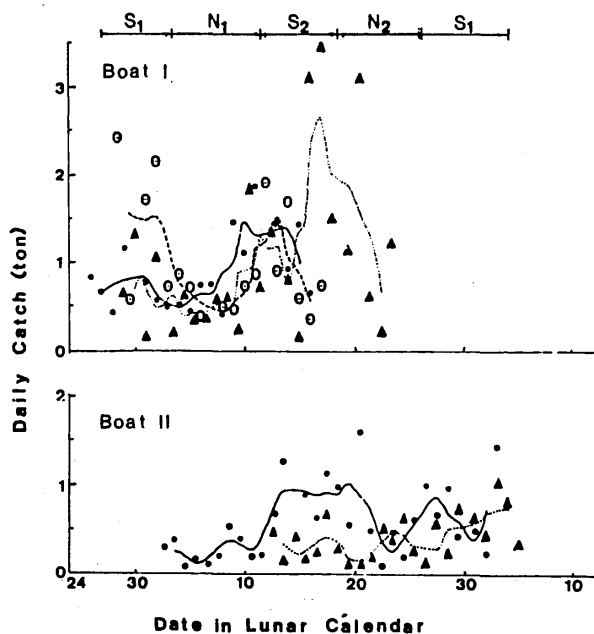 S1 N1 S2 N2 S1
Boat I
3
2
1
0
Daily Catch (ton)
Boat II
2
1
0
24 30 10 20 30 10
Date in Lunar Calendar